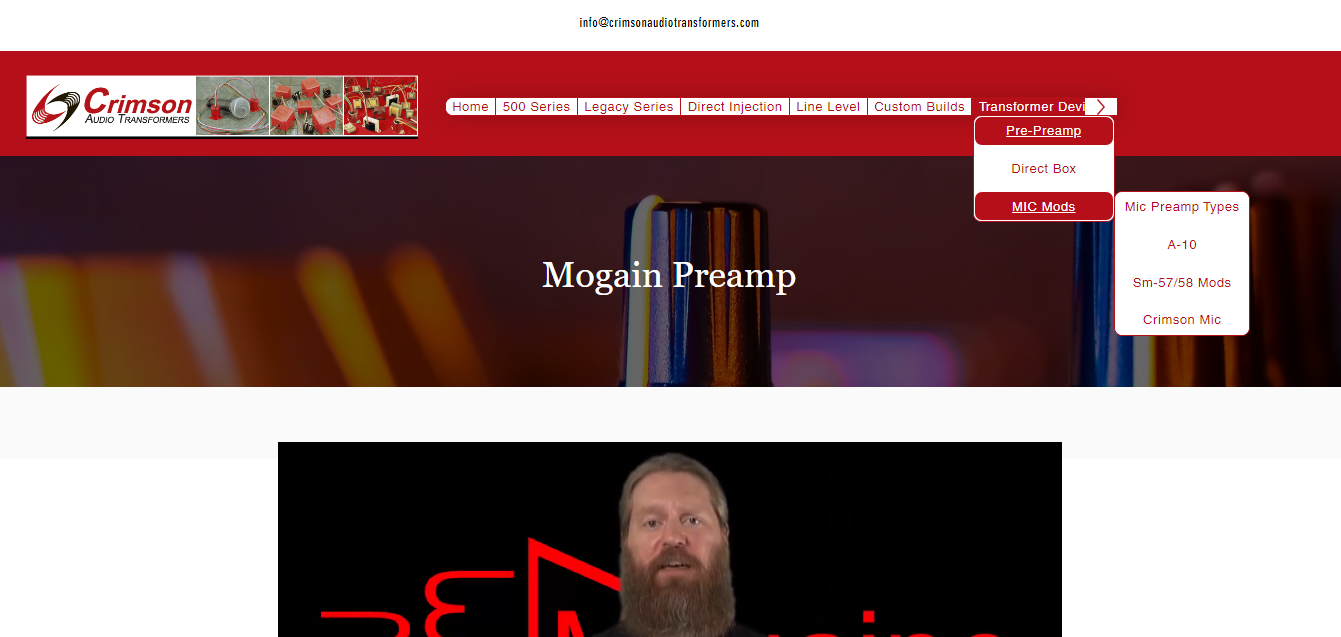 info@crimsonaudiotransformers.com
Crimson
AUDIO TRANSFORMERS
Home 500 Series Legacy Series Direct Injection Line Level Custom Builds Transformer Devi
Pre-Preamp
Direct Box
MIC Mods
Mic Preamp Types
A-10
Sm-57/58 Mods
Crimson Mic
Mogain Preamp